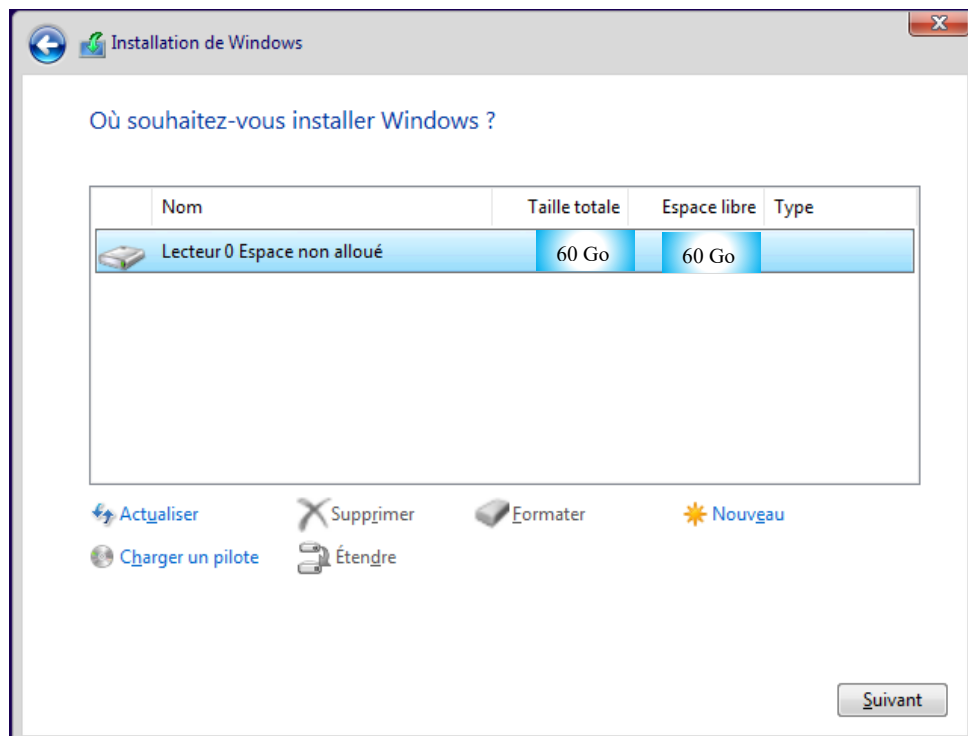 Installation de Windows
Où souhaitez-vous installer Windows ?
Nom Taille totale Espace libre Type
Lecteur 0 Espace non alloué 60 Go 60 Go
Actualiser Supprimer Formater Nouveau
Charger un pilote Étendre
Suivant